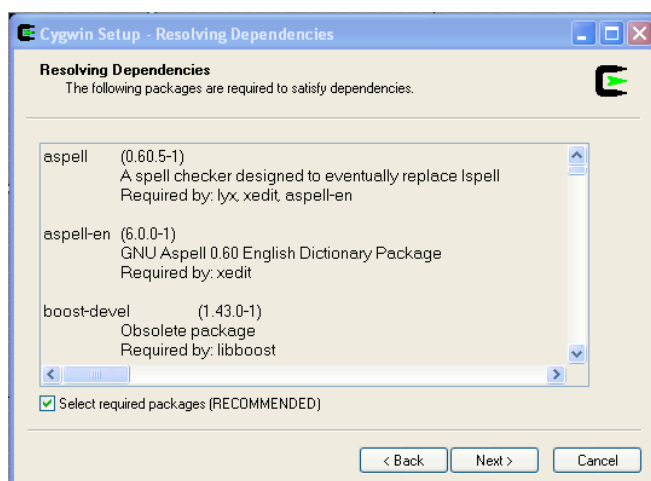 Cygwin Setup - Resolving Dependencies
Resolving Dependencies
The following packages are required to satisfy dependencies.
aspell (0.60.5-1)
A spell checker designed to eventually replace Ispell
Required by: lyx, xedit, aspell-en
aspell-en (6.0.0-1)
GNU Aspell 0.60 English Dictionary Package
Required by: xedit
boost-devel (1.43.0-1)
Obsolete package
Required by: libboost
Select required packages (RECOMMENDED)
< Back Next > Cancel